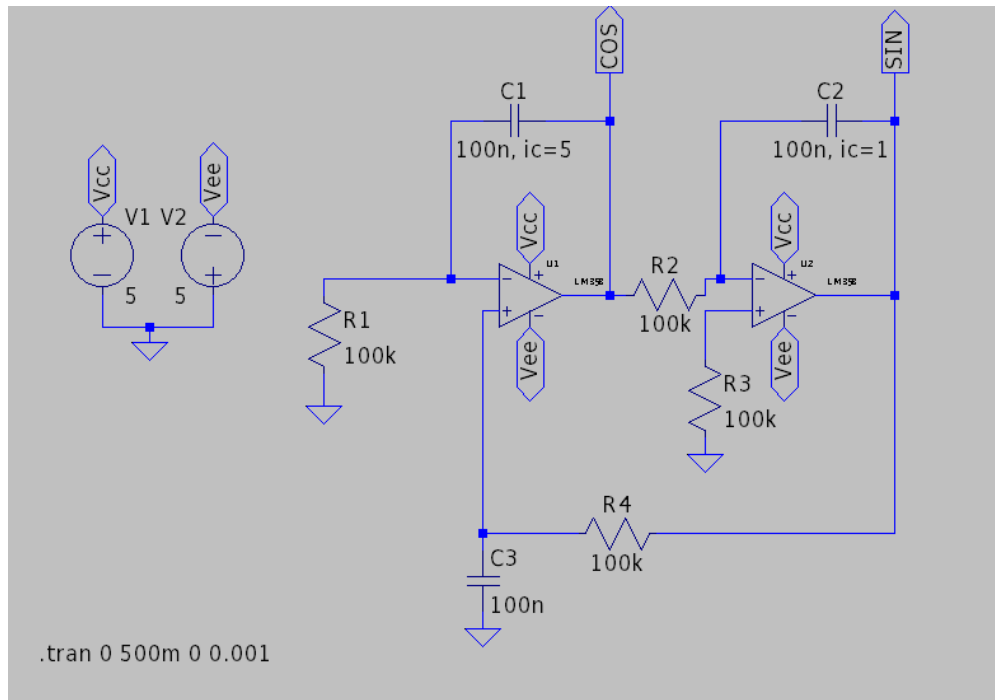 COS
SIN
C1
100n, ic=5
C2
100n, ic=1
Vcc
Vee
V1
V2
5
5
+
−
−
+
Vcc
U1
LM358
−
+
+
−
Vee
R2
100k
Vcc
U2
LM358
−
+
+
−
Vee
R1
100k
R3
100k
R4
100k
C3
100n
.tran 0 500m 0 0.001